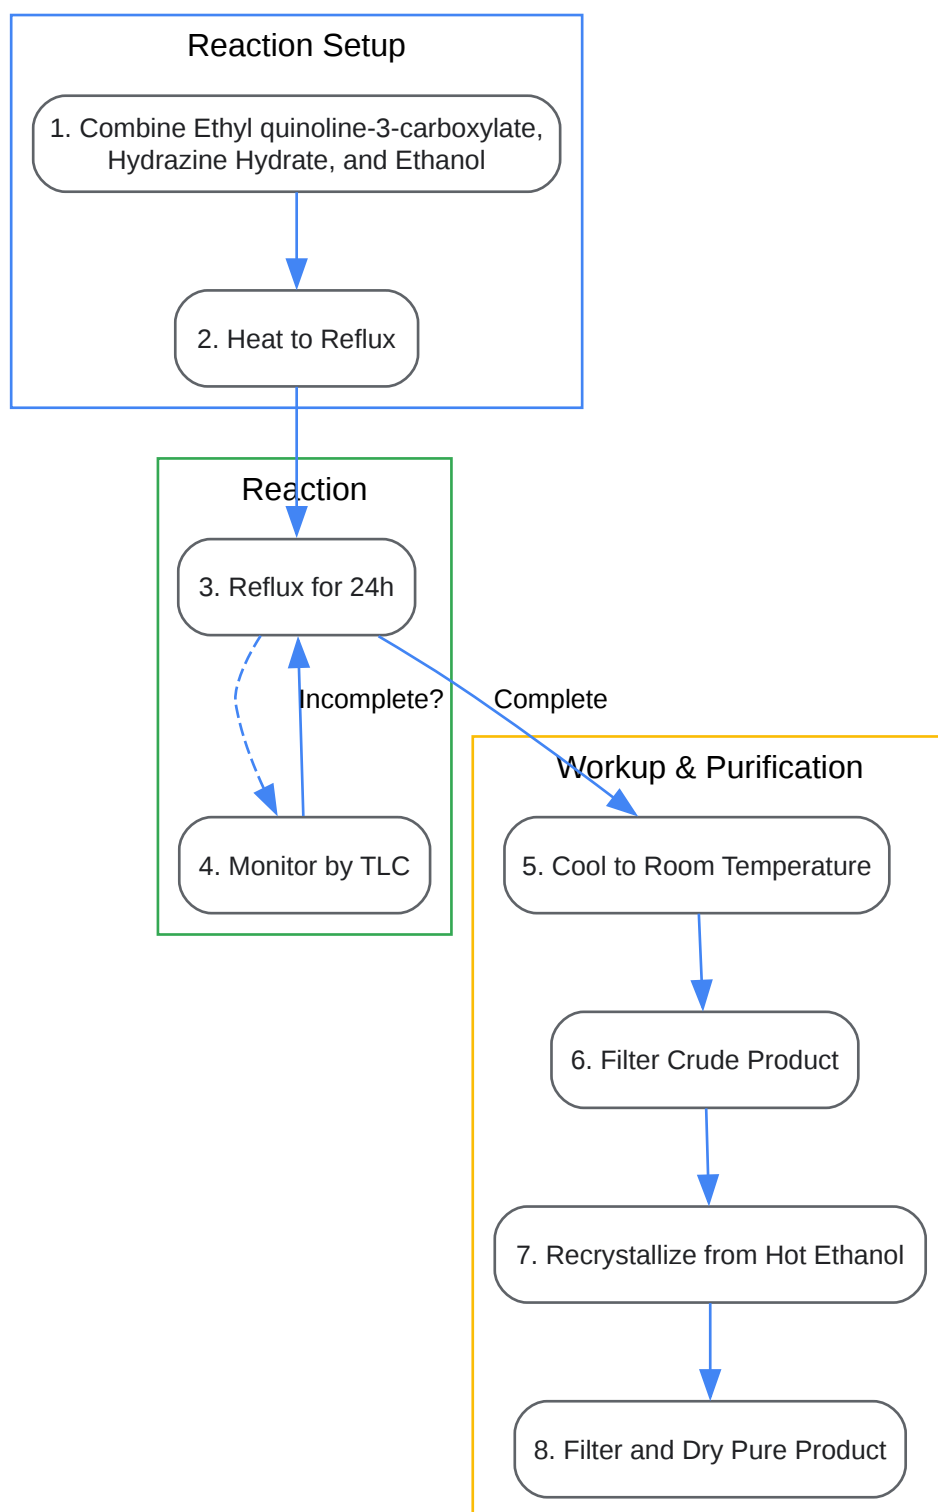 Reaction Setup
1. Combine Ethyl quinoline-3-carboxylate,
Hydrazine Hydrate, and Ethanol
2. Heat to Reflux
Reaction
3. Reflux for 24h
Incomplete?
Complete
4. Monitor by TLC
Workup & Purification
5. Cool to Room Temperature
6. Filter Crude Product
7. Recrystallize from Hot Ethanol
8. Filter and Dry Pure Product